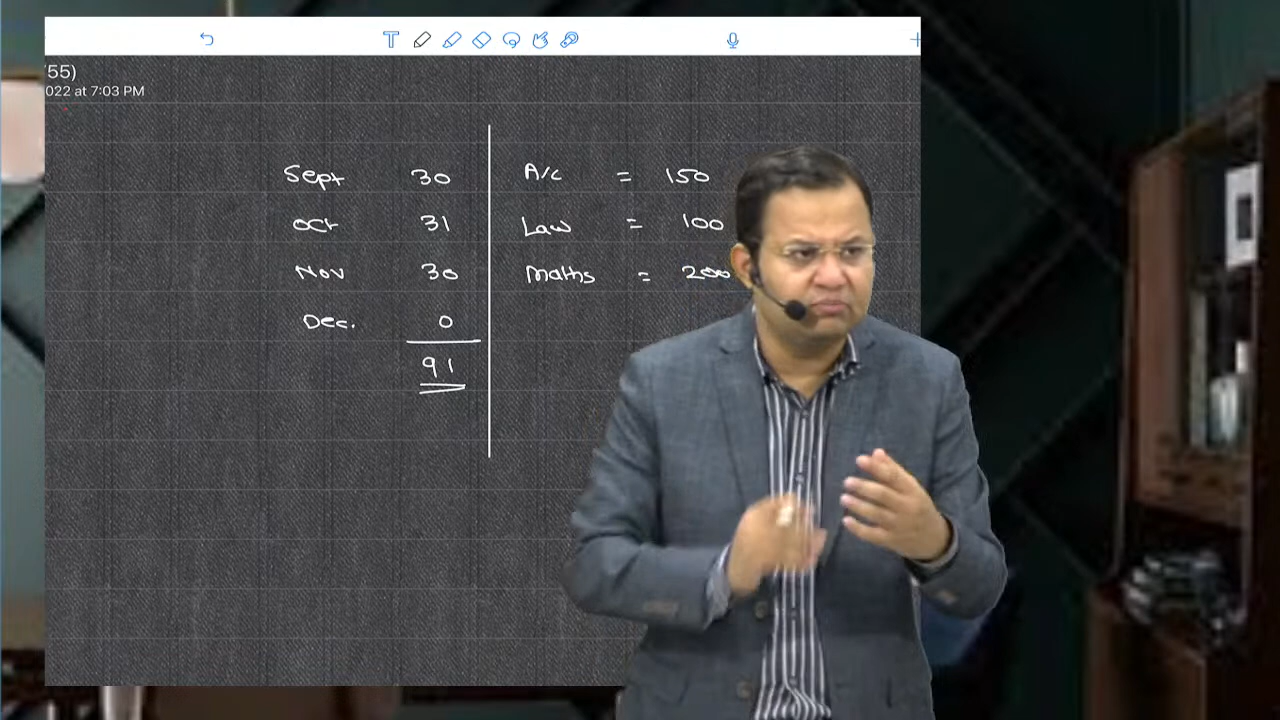 '55)
022 at 7:03 PM
Sept 30
Oct 31
Nov 30
Dec. 0
91
A/c = 150
Law = 100
Maths = 200